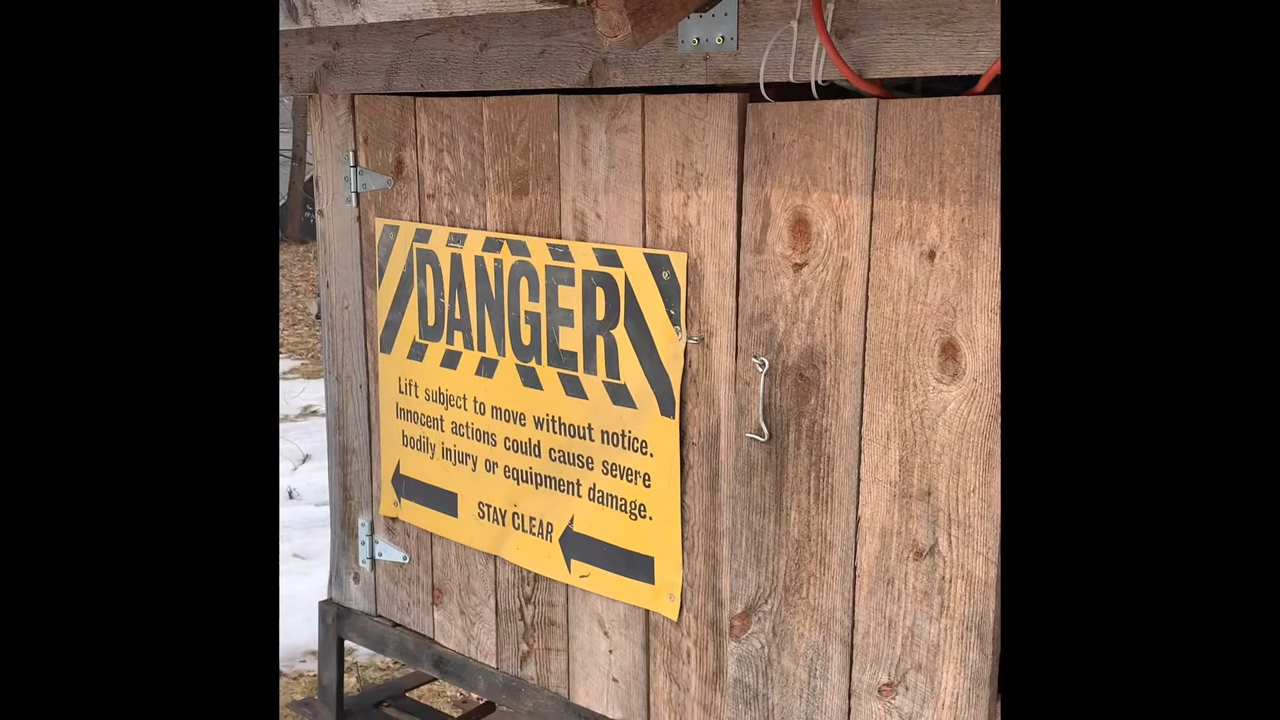 DANGER
Lift subject to move without notice.
Innocent actions could cause severe
bodily injury or equipment damage.
STAY CLEAR